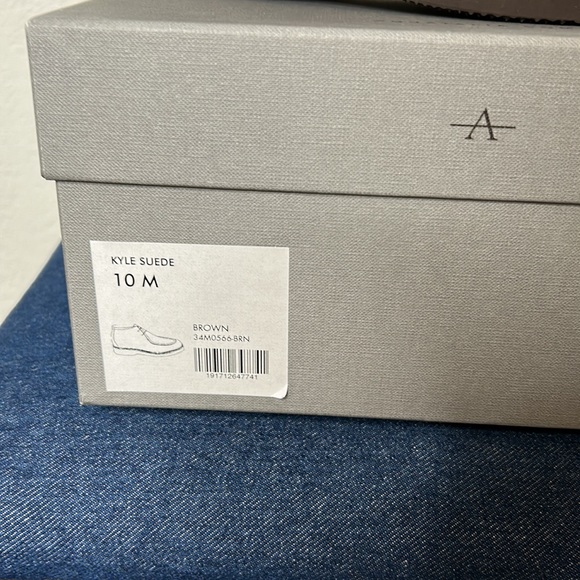 A
KYLE SUEDE
10 M
BROWN
34M0566-BRN
191712647741